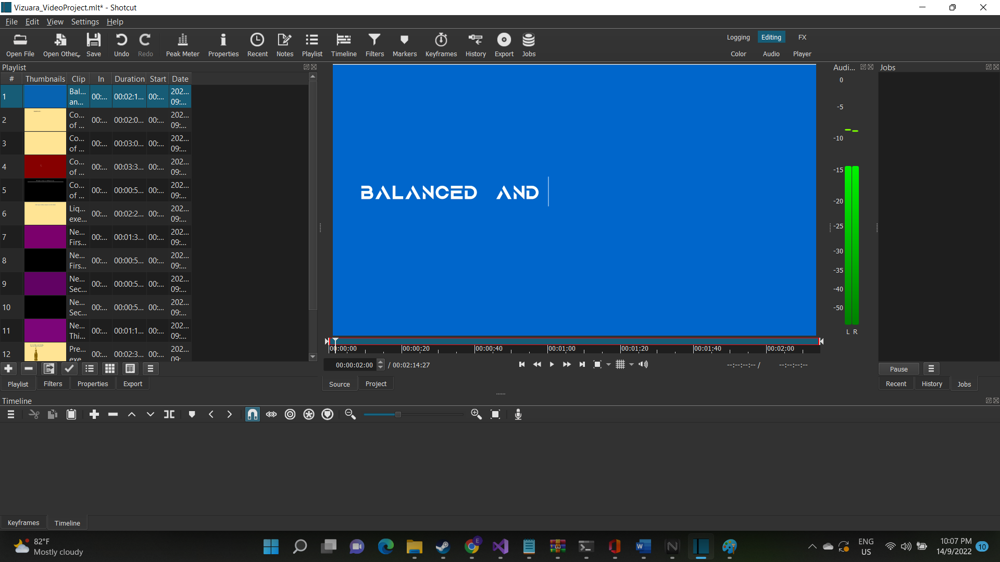 Vizuara_VideoProject.mlt* - Shotcut
File Edit View Settings Help
Open File Open Other... Save Undo Redo Peak Meter Properties Recent Notes Playlist Timeline Filters Markers Keyframes History Export Jobs
Logging Editing FX
Color Audio Player
Playlist
# Thumbnails Clip In Duration Start Date
1 Bal... an... 00:... 00:02:1... 00:... 202... 09:...
2 Co... of ... 00:... 00:02:0... 00:... 202... 09:...
3 Co... of ... 00:... 00:03:0... 00:... 202... 09:...
4 Co... of ... 00:... 00:03:3... 00:... 202... 09:...
5 Co... of ... 00:... 00:00:5... 00:... 202... 09:...
6 Liq... exe... 00:... 00:02:2... 00:... 202... 09:...
7 Ne... Firs... 00:... 00:01:3... 00:... 202... 09:...
8 Ne... Firs... 00:... 00:00:5... 00:... 202... 09:...
9 Ne... Sec... 00:... 00:00:5... 00:... 202... 09:...
10 Ne... Sec... 00:... 00:00:5... 00:... 202... 09:...
11 Ne... Thi... 00:... 00:01:1... 00:... 202... 09:...
12 Pre... exe 00:... 00:02:3... 00:... 202... 09:
Playlist Filters Properties Export
BALANCED AND
00:00:00 00:00:20 00:00:40 00:01:00 00:01:20 00:01:40 00:02:00
00:00:02:00 / 00:02:14:27 --:--:--:-- / --:--:--:--
Source Project
Audi...
0
-5
-10
-15
-20
-25
-30
-35
-40
-50
L R
Jobs
Pause
Recent History Jobs
Timeline
Keyframes Timeline
82°F
Mostly cloudy
E
ENG
US
10:07 PM
14/9/2022
10